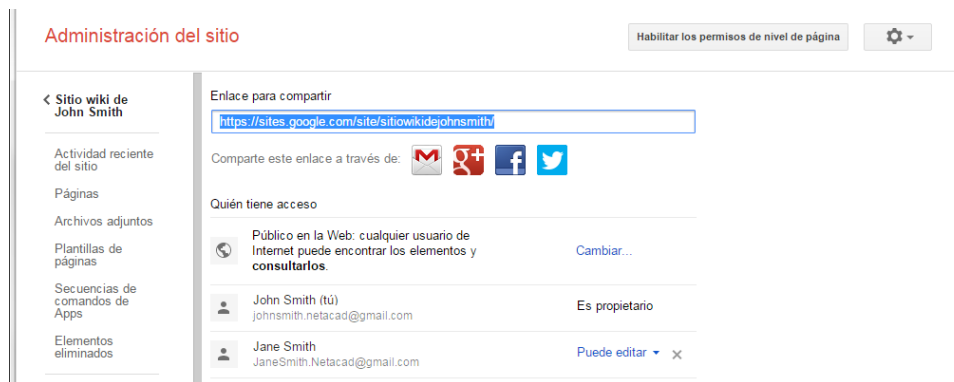 Administración del sitio
Habilitar los permisos de nivel de página
Sitio wiki de
John Smith
Actividad reciente
del sitio
Páginas
Archivos adjuntos
Plantillas de
páginas
Secuencias de
comandos de
Apps
Elementos
eliminados
Enlace para compartir
https://sites.google.com/site/sitiowikidejohnsmith/
Comparte este enlace a través de:
Quién tiene acceso
Público en la Web: cualquier usuario de
Internet puede encontrar los elementos y
consultarlos.
Cambiar...
John Smith (tú)
johnsmith.netacad@gmail.com
Es propietario
Jane Smith
JaneSmith.Netacad@gmail.com
Puede editar